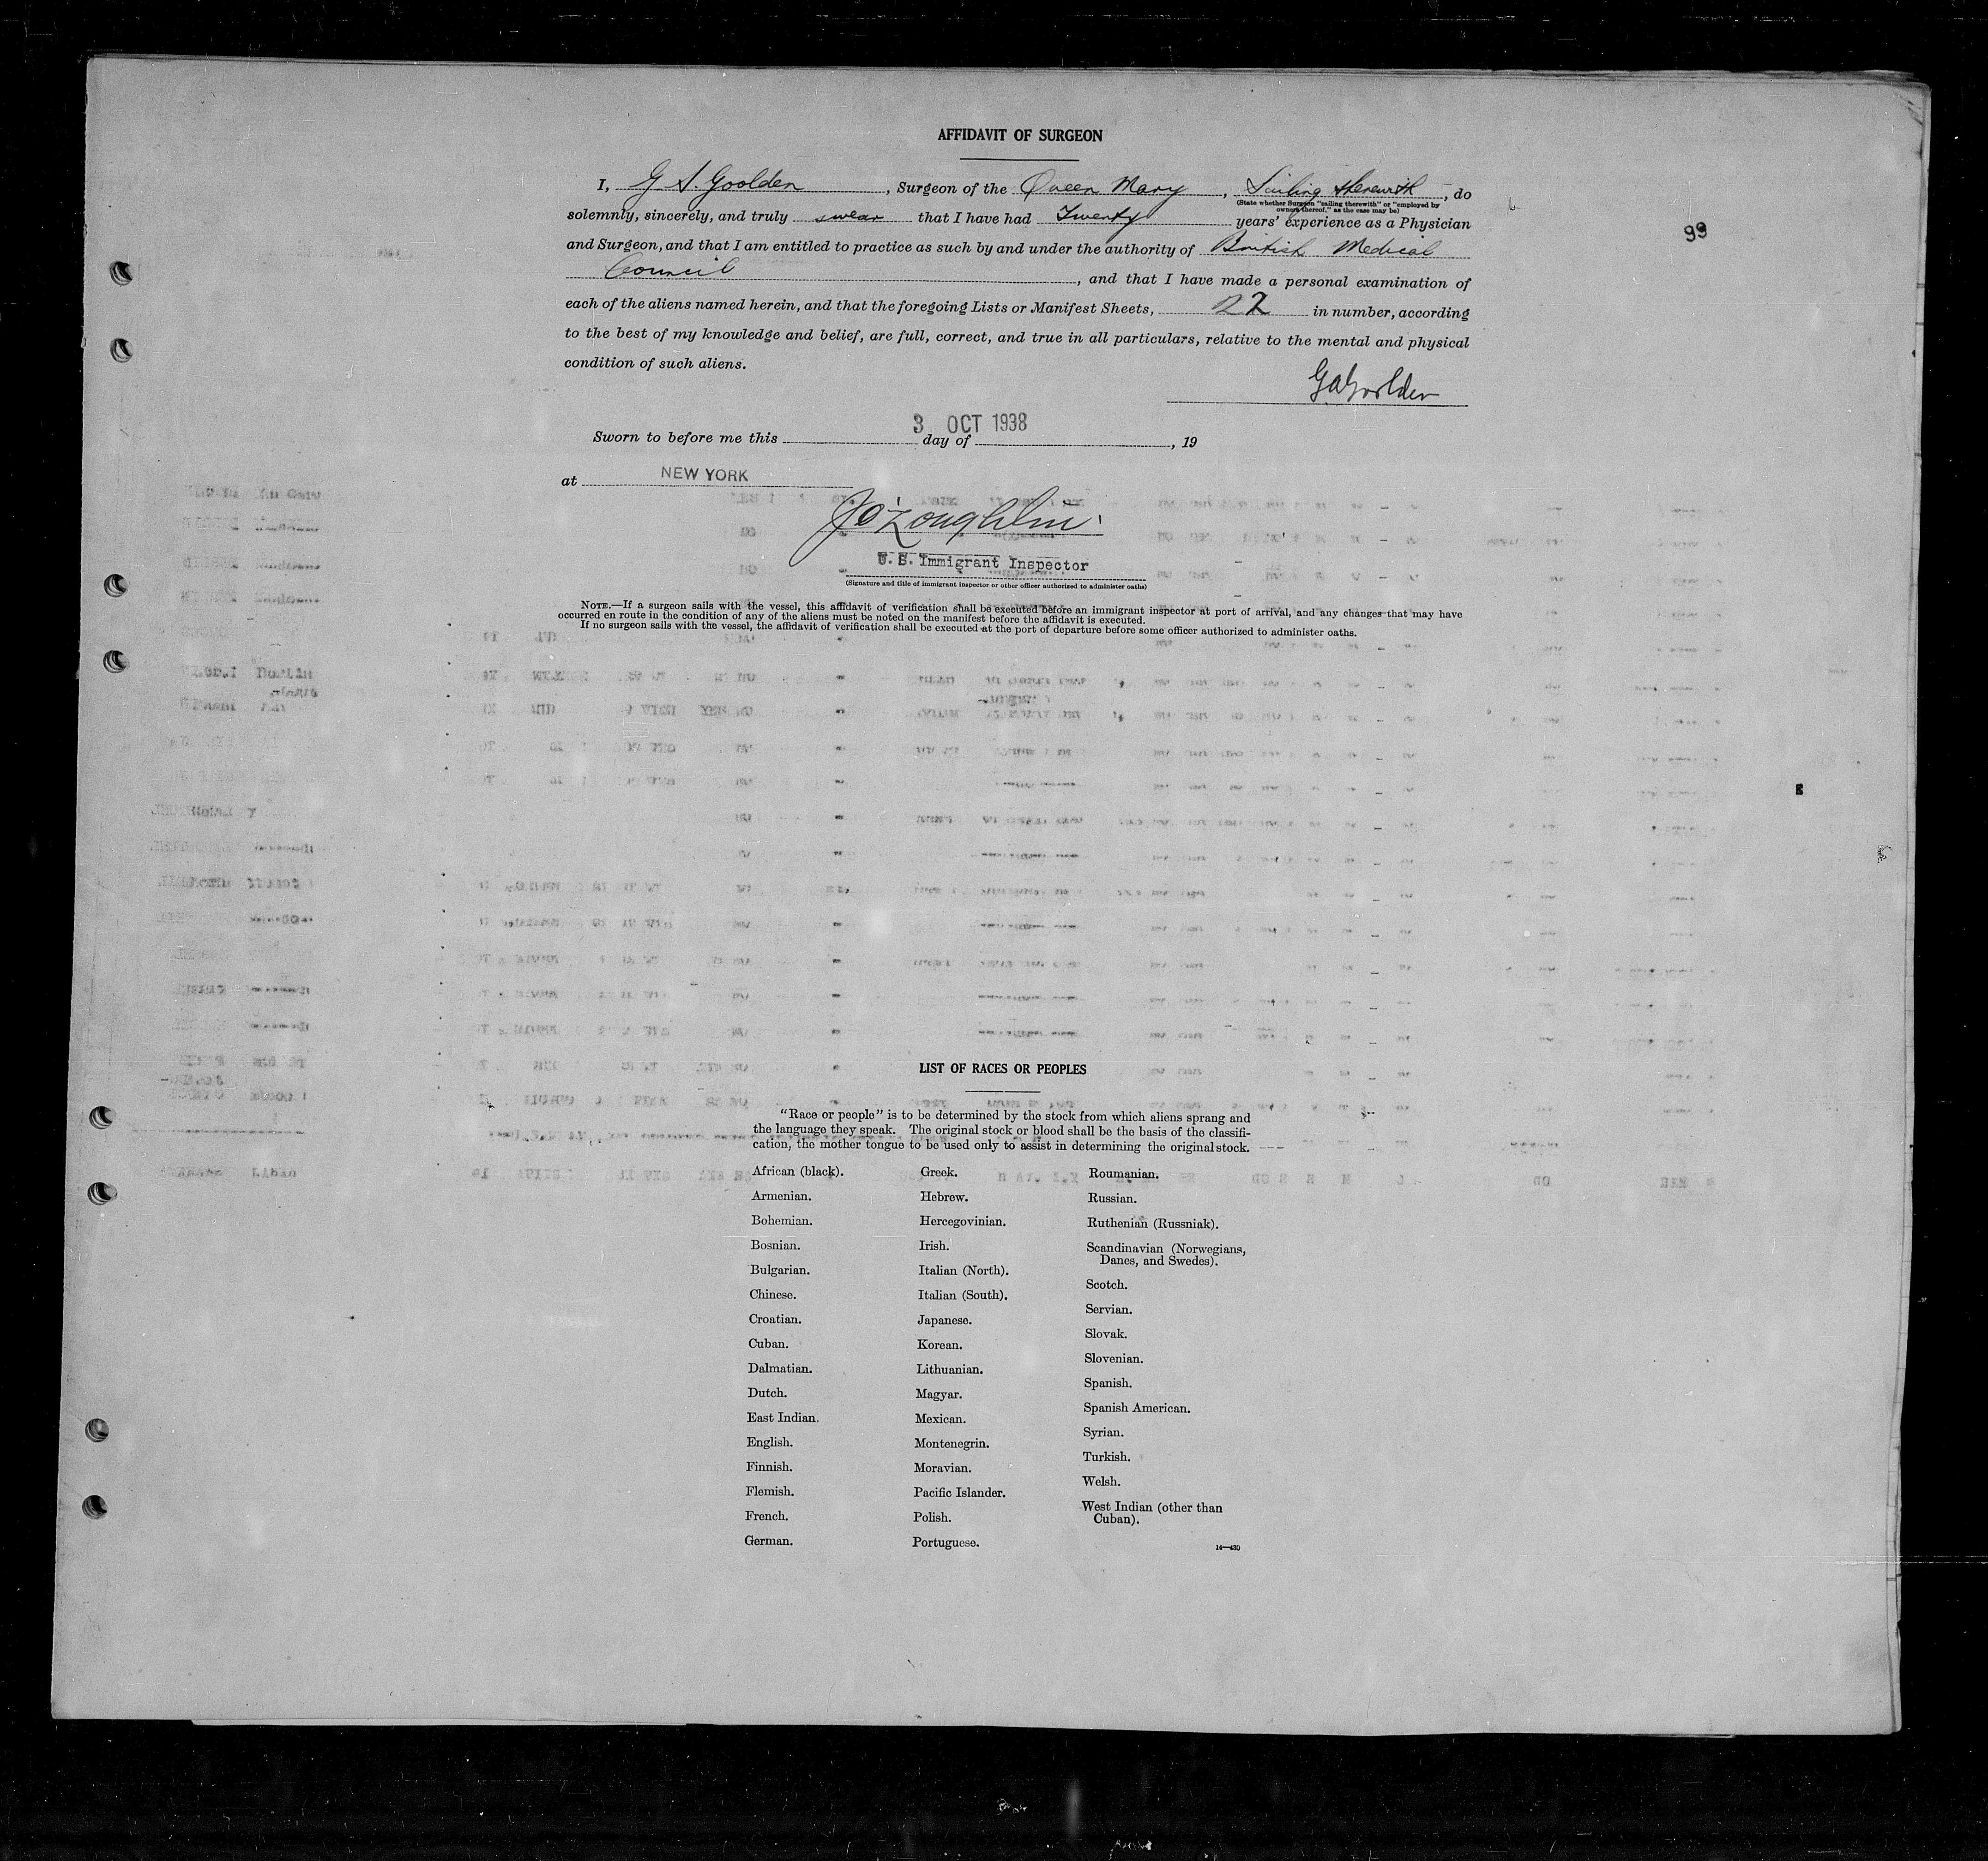 AFFIDAVIT OF SURGEON
I, G S. Goolden, Surgeon of the Queen Mary, Sailing therewith, do
(State whether Surgeon "sailing therewith" or "employed by
owners thereof," as the case may be)
solemnly, sincerely, and truly swear that I have had Twenty years' experience as a Physician
and Surgeon, and that I am entitled to practice as such by and under the authority of British Medical
Council, and that I have made a personal examination of
each of the aliens named herein, and that the foregoing Lists or Manifest Sheets, 22 in number, according
to the best of my knowledge and belief, are full, correct, and true in all particulars, relative to the mental and physical
condition of such aliens.
99
3 OCT 1938
Sworn to before me this day of , 19
at NEW YORK
U. S. Immigrant Inspector
(Signature and title of immigrant inspector or other officer authorized to administer oaths)
NOTE.—If a surgeon sails with the vessel, this affidavit of verification shall be executed before an immigrant inspector at port of arrival, and any changes that may have
occurred en route in the condition of any of the aliens must be noted on the manifest before the affidavit is executed.
If no surgeon sails with the vessel, the affidavit of verification shall be executed at the port of departure before some officer authorized to administer oaths.
LIST OF RACES OR PEOPLES
"Race or people" is to be determined by the stock from which aliens sprang and
the language they speak. The original stock or blood shall be the basis of the classifi-
cation, the mother tongue to be used only to assist in determining the original stock.
African (black).
Armenian.
Bohemian.
Bosnian.
Bulgarian.
Chinese.
Croatian.
Cuban.
Dalmatian.
Dutch.
East Indian.
English.
Finnish.
Flemish.
French.
German.
Greek.
Hebrew.
Hercegovinian.
Irish.
Italian (North).
Italian (South).
Japanese.
Korean.
Lithuanian.
Magyar.
Mexican.
Montenegrin.
Moravian.
Pacific Islander.
Polish.
Portuguese.
Roumanian.
Russian.
Ruthenian (Russniak).
Scandinavian (Norwegians,
Danes, and Swedes).
Scotch.
Servian.
Slovak.
Slovenian.
Spanish.
Spanish American.
Syrian.
Turkish.
Welsh.
West Indian (other than
Cuban).
14—430